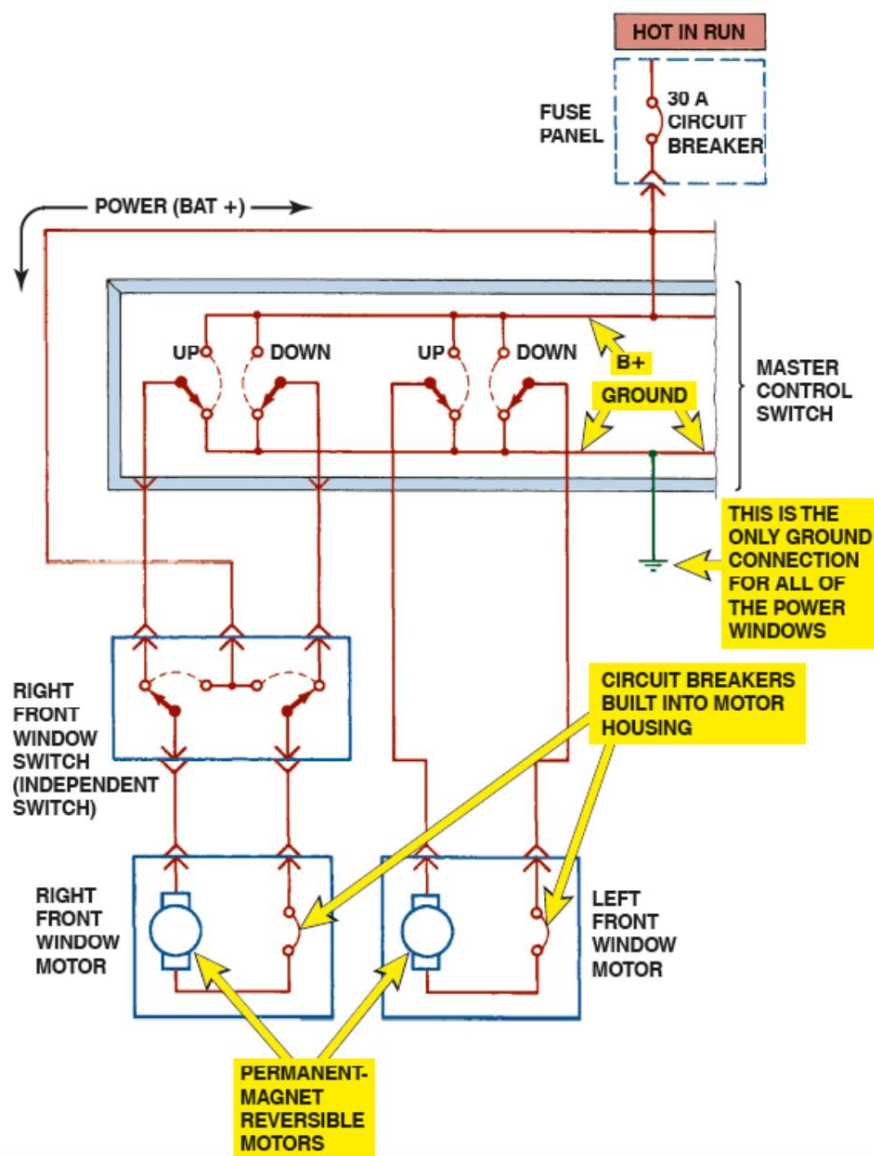 HOT IN RUN
FUSE
PANEL
30 A
CIRCUIT
BREAKER
POWER (BAT +)
UP
DOWN
UP
DOWN
B+
GROUND
MASTER
CONTROL
SWITCH
THIS IS THE
ONLY GROUND
CONNECTION
FOR ALL OF
THE POWER
WINDOWS
RIGHT
FRONT
WINDOW
SWITCH
(INDEPENDENT
SWITCH)
CIRCUIT BREAKERS
BUILT INTO MOTOR
HOUSING
RIGHT
FRONT
WINDOW
MOTOR
LEFT
FRONT
WINDOW
MOTOR
PERMANENT-
MAGNET
REVERSIBLE
MOTORS